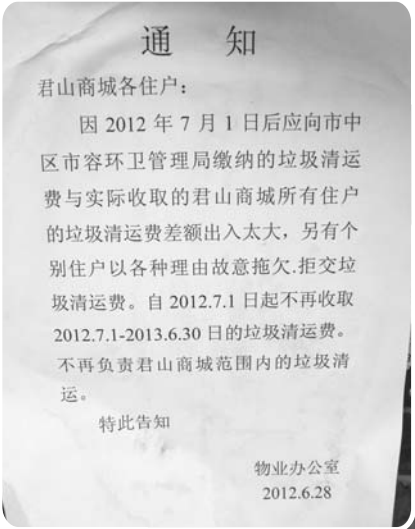 通 知
君山商城各住户：
因 2012 年 7 月 1 日后应向市中
区市容环卫管理局缴纳的垃圾清运
费与实际收取的君山商城所有住户
的垃圾清运费差额出入太大，另有个
别住户以各种理由故意拖欠.拒交垃
圾清运费。自 2012.7.1 日起不再收取
2012.7.1-2013.6.30 日的垃圾清运费。
不再负责君山商城范围内的垃圾清
运。
特此告知
物业办公室
2012.6.28